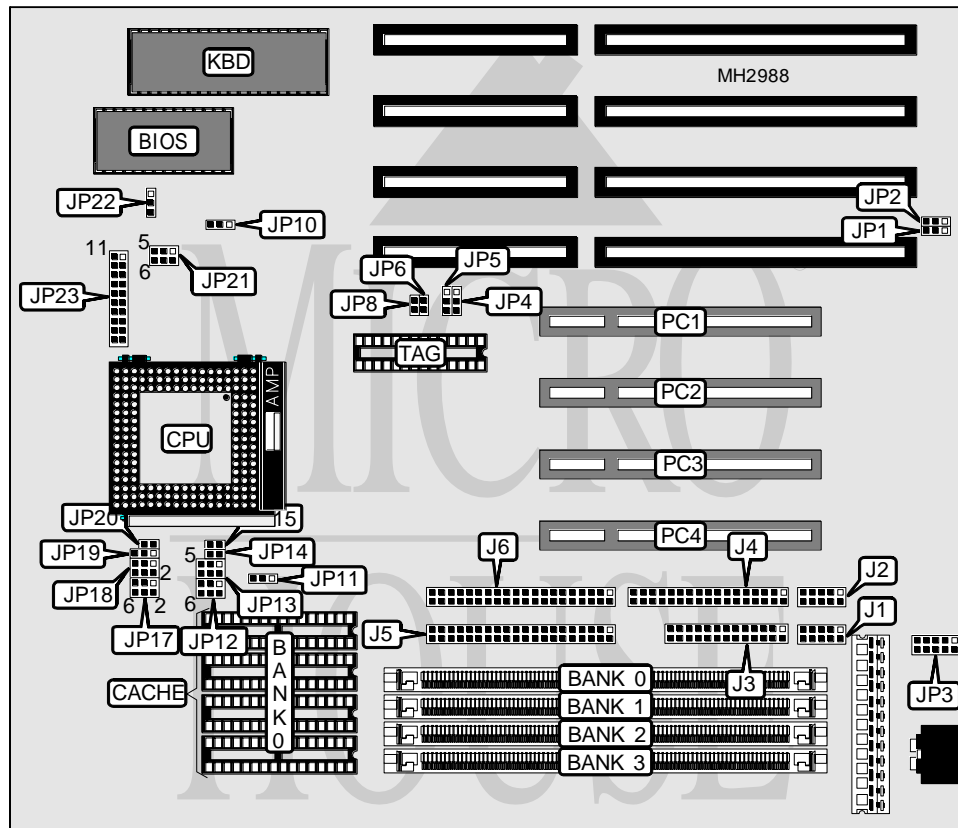 KBD
MH2988
BIOS
JP22
JP10
JP2
JP1
11
5
6
JP21
JP23
JP6
JP5
JP8
JP4
PC1
TAG
AMP
PC2
CPU
PC3
JP20
15
PC4
JP19
5
JP14
J6
J4
JP18
2
JP11
J2
6
2
6
JP13
J1
JP17
JP12
J5
J3
JP3
CACHE
BANK 0
BANK 0
BANK 1
BANK 2
BANK 3
MICRO
HOUSE